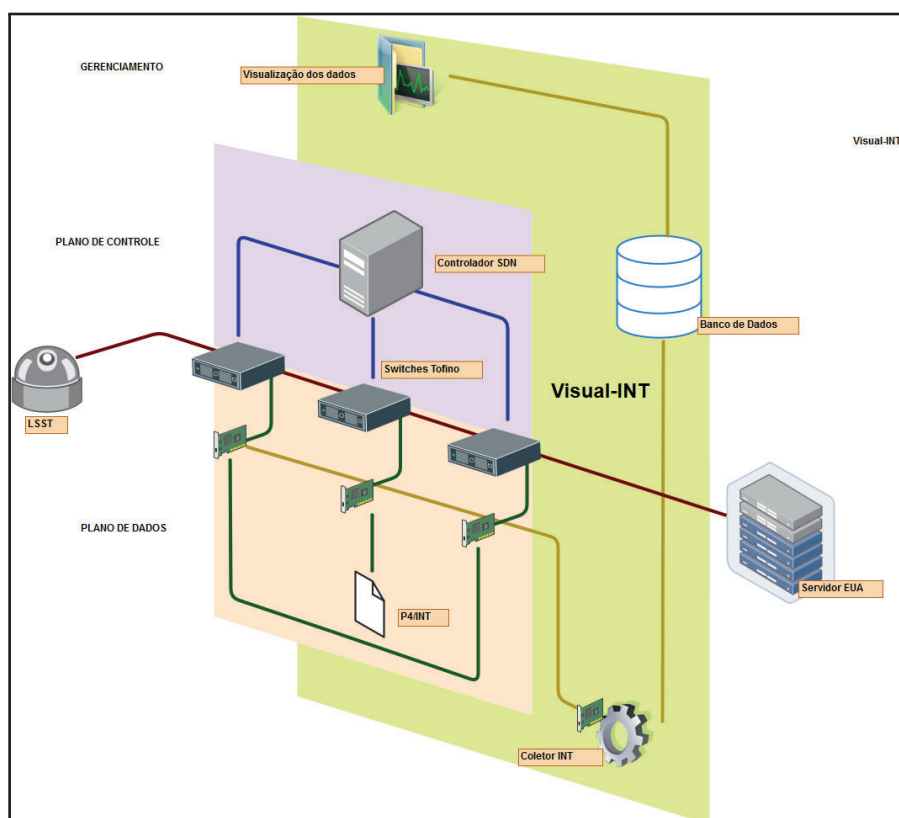 GERENCIAMENTO
Visualização dos dados
Visual-INT
PLANO DE CONTROLE
Controlador SDN
Banco de Dados
Switches Tofino
Visual-INT
LSST
PLANO DE DADOS
Servidor EUA
P4/INT
Coletor INT